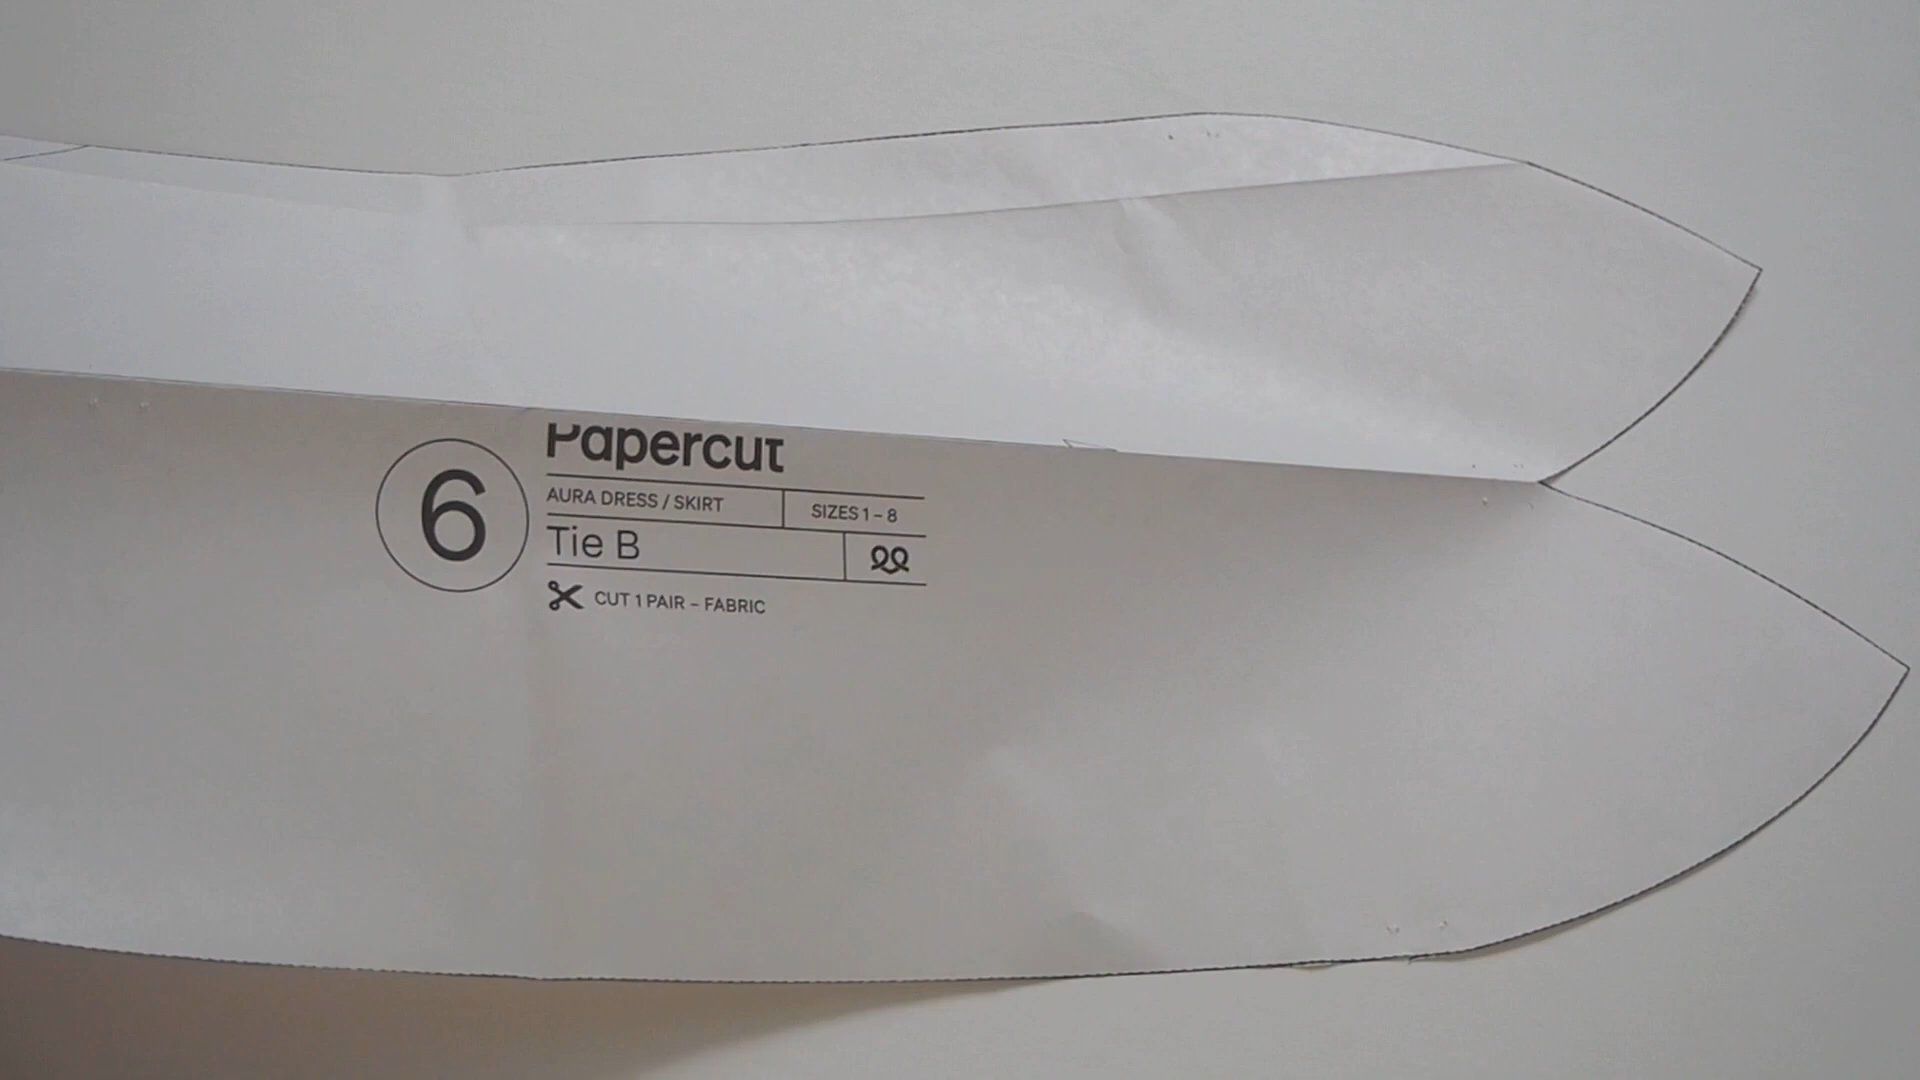 6
Papercut
AURA DRESS / SKIRT
SIZES 1 – 8
Tie B
CUT 1 PAIR – FABRIC